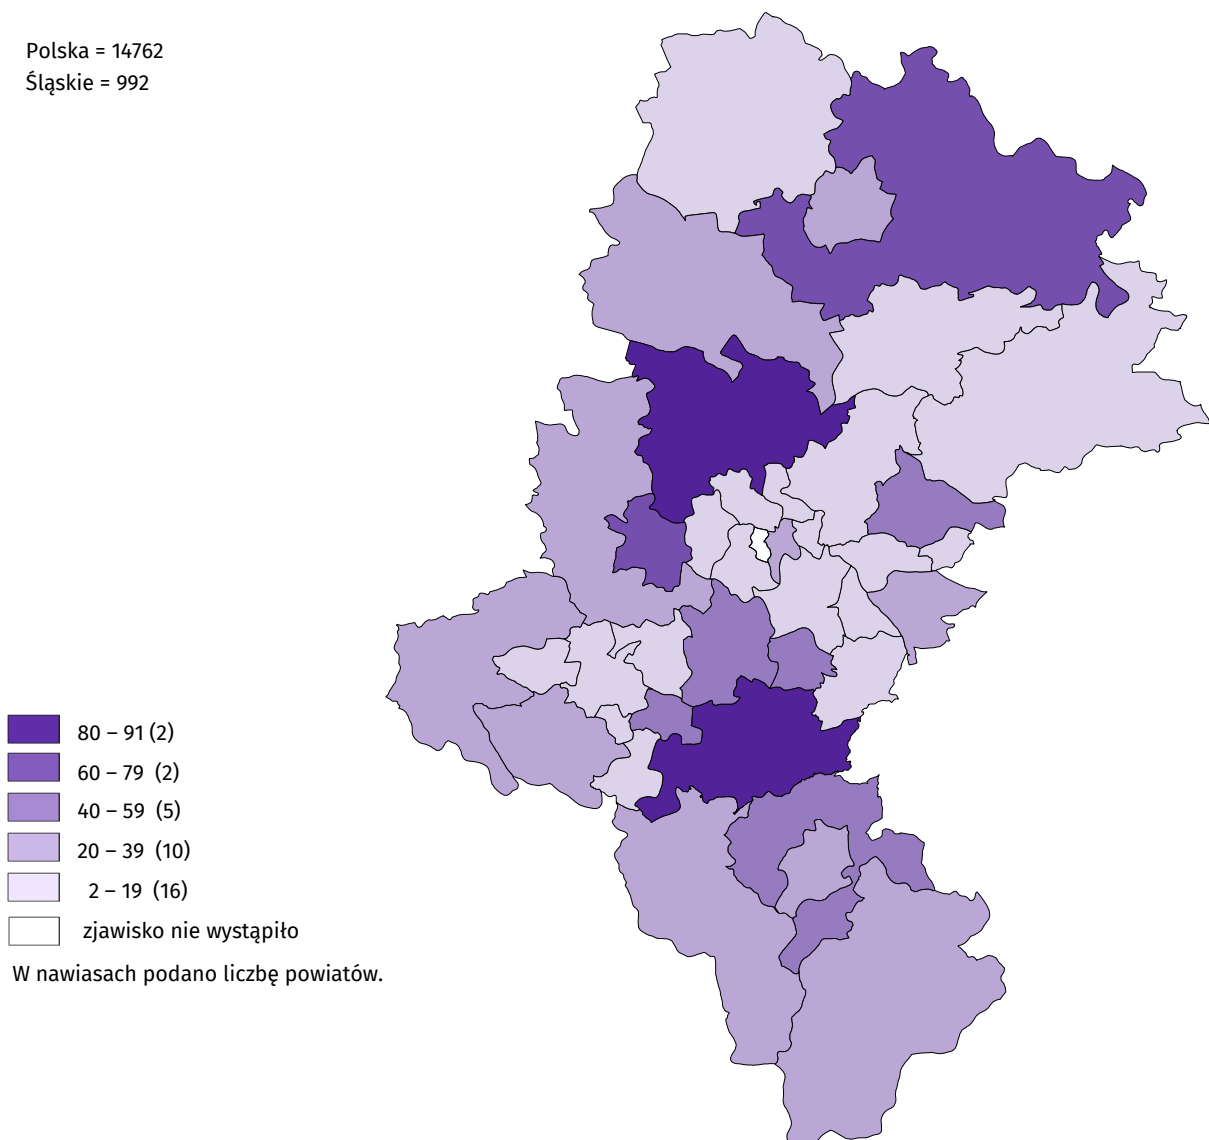 Polska = 14762
Śląskie = 992
80 – 91 (2)
60 – 79 (2)
40 – 59 (5)
20 – 39 (10)
2 – 19 (16)
zjawisko nie wystąpiło
W nawiasach podano liczbę powiatów.